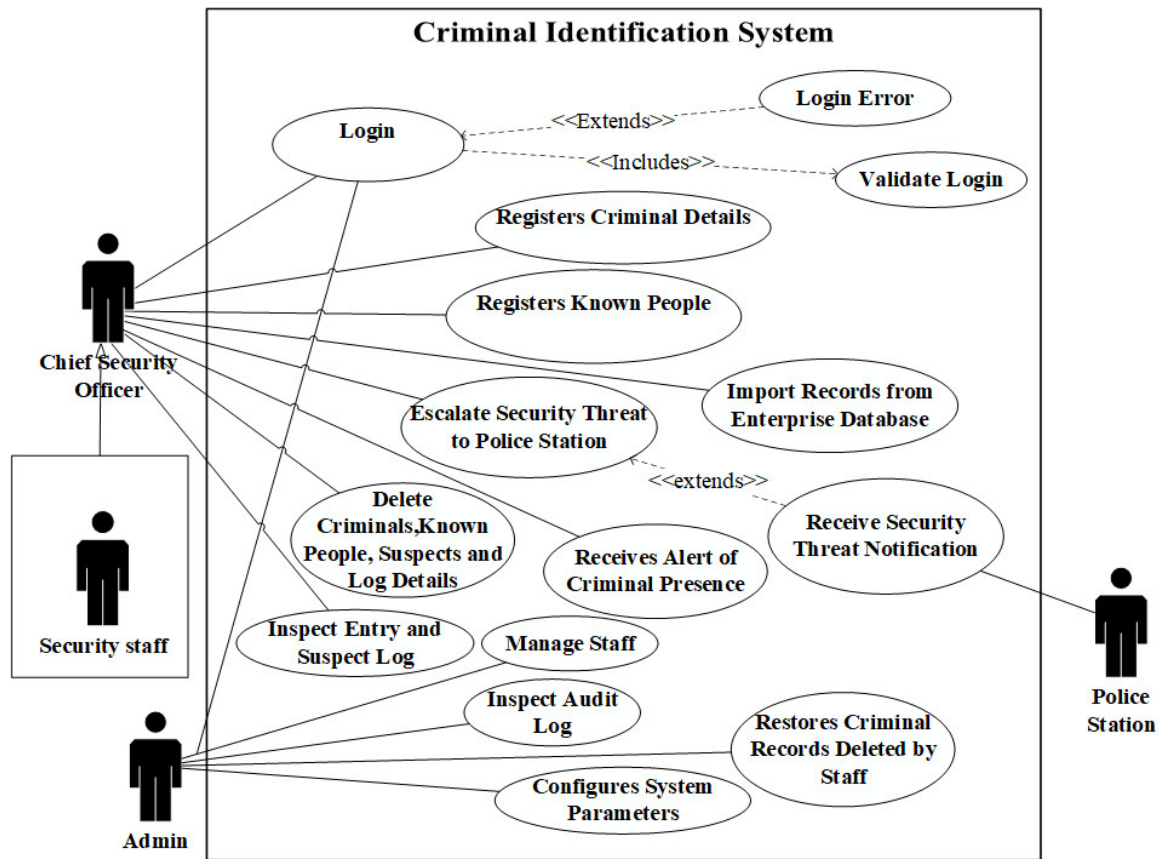 Criminal Identification System
Login Error
<<Extends>>
Login
<<Includes>>
Validate Login
Registers Criminal Details
Registers Known People
Chief Security
Officer
Import Records from
Enterprise Database
Escalate Security Threat
to Police Station
<<extends>>
Delete
Criminals,Known
People, Suspects and
Log Details
Receive Security
Threat Notification
Receives Alert of
Criminal Presence
Security staff
Inspect Entry and
Suspect Log
Manage Staff
Police
Station
Inspect Audit
Log
Restores Criminal
Records Deleted by
Staff
Configures System
Parameters
Admin